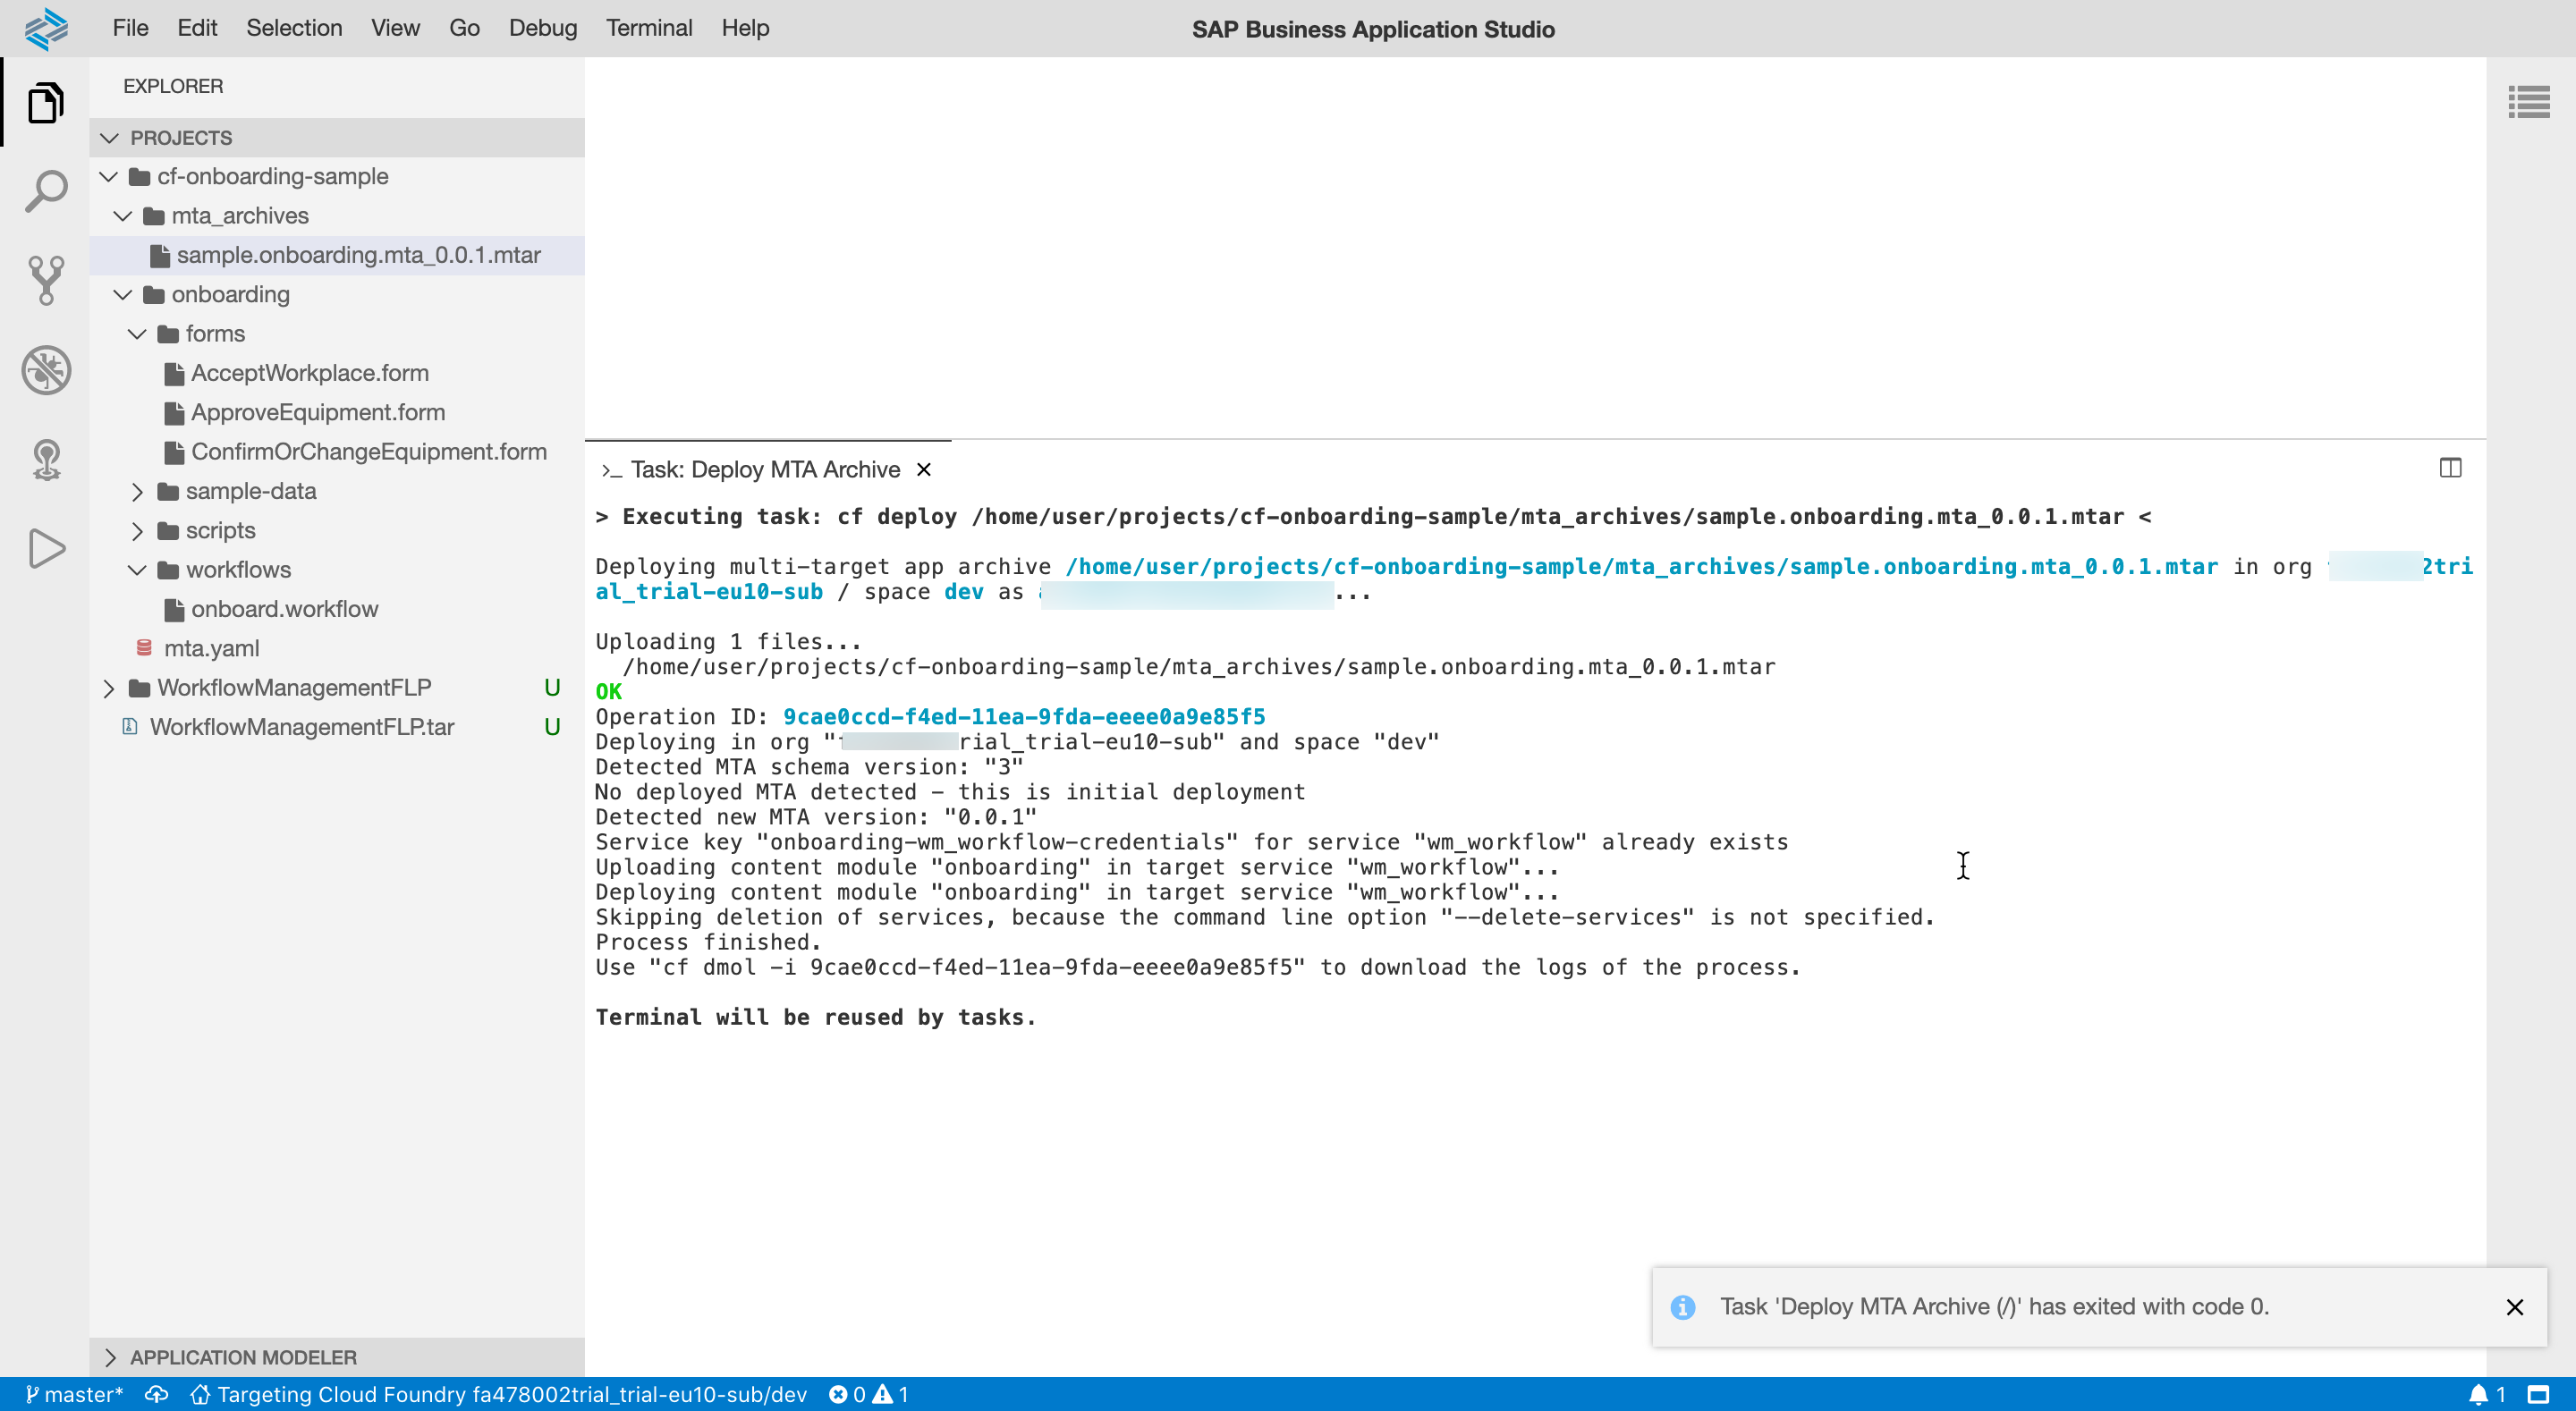 File Edit Selection View Go Debug Terminal Help
SAP Business Application Studio
EXPLORER
PROJECTS
cf-onboarding-sample
mta_archives
sample.onboarding.mta_0.0.1.mtar
onboarding
forms
AcceptWorkplace.form
ApproveEquipment.form
ConfirmOrChangeEquipment.form
sample-data
scripts
workflows
onboard.workflow
mta.yaml
WorkflowManagementFLP U
WorkflowManagementFLP.tar U
APPLICATION MODELER
>_ Task: Deploy MTA Archive
> Executing task: cf deploy /home/user/projects/cf-onboarding-sample/mta_archives/sample.onboarding.mta_0.0.1.mtar <
Deploying multi-target app archive /home/user/projects/cf-onboarding-sample/mta_archives/sample.onboarding.mta_0.0.1.mtar in org 2tri
al_trial-eu10-sub / space dev as ...
Uploading 1 files...
/home/user/projects/cf-onboarding-sample/mta_archives/sample.onboarding.mta_0.0.1.mtar
OK
Operation ID: 9cae0ccd-f4ed-11ea-9fda-eeee0a9e85f5
Deploying in org "rial_trial-eu10-sub" and space "dev"
Detected MTA schema version: "3"
No deployed MTA detected - this is initial deployment
Detected new MTA version: "0.0.1"
Service key "onboarding-wm_workflow-credentials" for service "wm_workflow" already exists
Uploading content module "onboarding" in target service "wm_workflow"...
Deploying content module "onboarding" in target service "wm_workflow"...
Skipping deletion of services, because the command line option "--delete-services" is not specified.
Process finished.
Use "cf dmol -i 9cae0ccd-f4ed-11ea-9fda-eeee0a9e85f5" to download the logs of the process.
Terminal will be reused by tasks.
Task 'Deploy MTA Archive (/)' has exited with code 0.
master* Targeting Cloud Foundry fa478002trial_trial-eu10-sub/dev 0 1 1